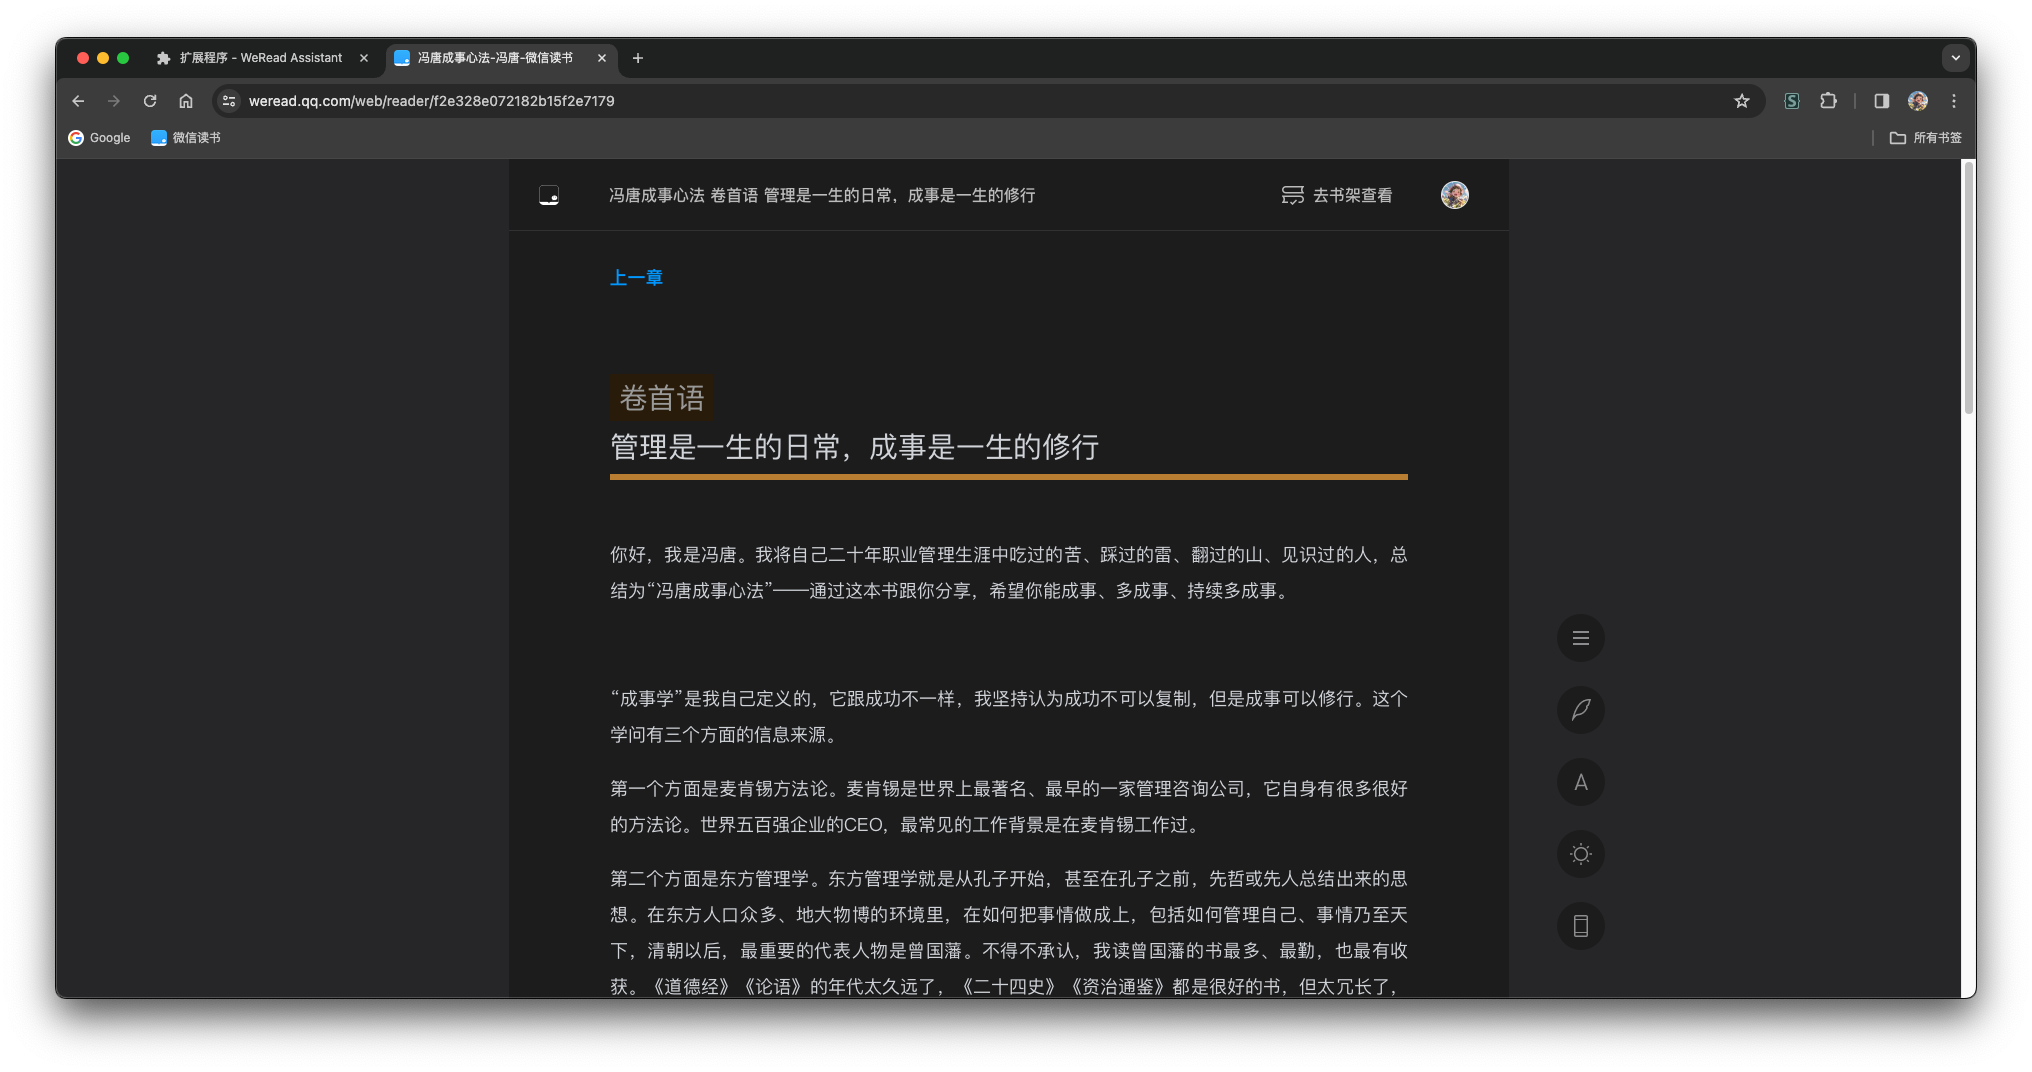 扩展程序 - WeRead Assistant
冯唐成事心法-冯唐-微信读书
weread.qq.com/web/reader/f2e328e072182b15f2e7179
Google
微信读书
所有书签
冯唐成事心法 卷首语 管理是一生的日常，成事是一生的修行
去书架查看
上一章
卷首语
管理是一生的日常，成事是一生的修行
你好，我是冯唐。我将自己二十年职业管理生涯中吃过的苦、踩过的雷、翻过的山、见识过的人，总
结为“冯唐成事心法”——通过这本书跟你分享，希望你能成事、多成事、持续多成事。
“成事学”是我自己定义的，它跟成功不一样，我坚持认为成功不可以复制，但是成事可以修行。这个
学问有三个方面的信息来源。
第一个方面是麦肯锡方法论。麦肯锡是世界上最著名、最早的一家管理咨询公司，它自身有很多很好
的方法论。世界五百强企业的CEO，最常见的工作背景是在麦肯锡工作过。
第二个方面是东方管理学。东方管理学就是从孔子开始，甚至在孔子之前，先哲或先人总结出来的思
想。在东方人口众多、地大物博的环境里，在如何把事情做成上，包括如何管理自己、事情乃至天
下，清朝以后，最重要的代表人物是曾国藩。不得不承认，我读曾国藩的书最多、最勤，也最有收
获。《道德经》《论语》的年代太久远了，《二十四史》《资治通鉴》都是很好的书，但太冗长了，